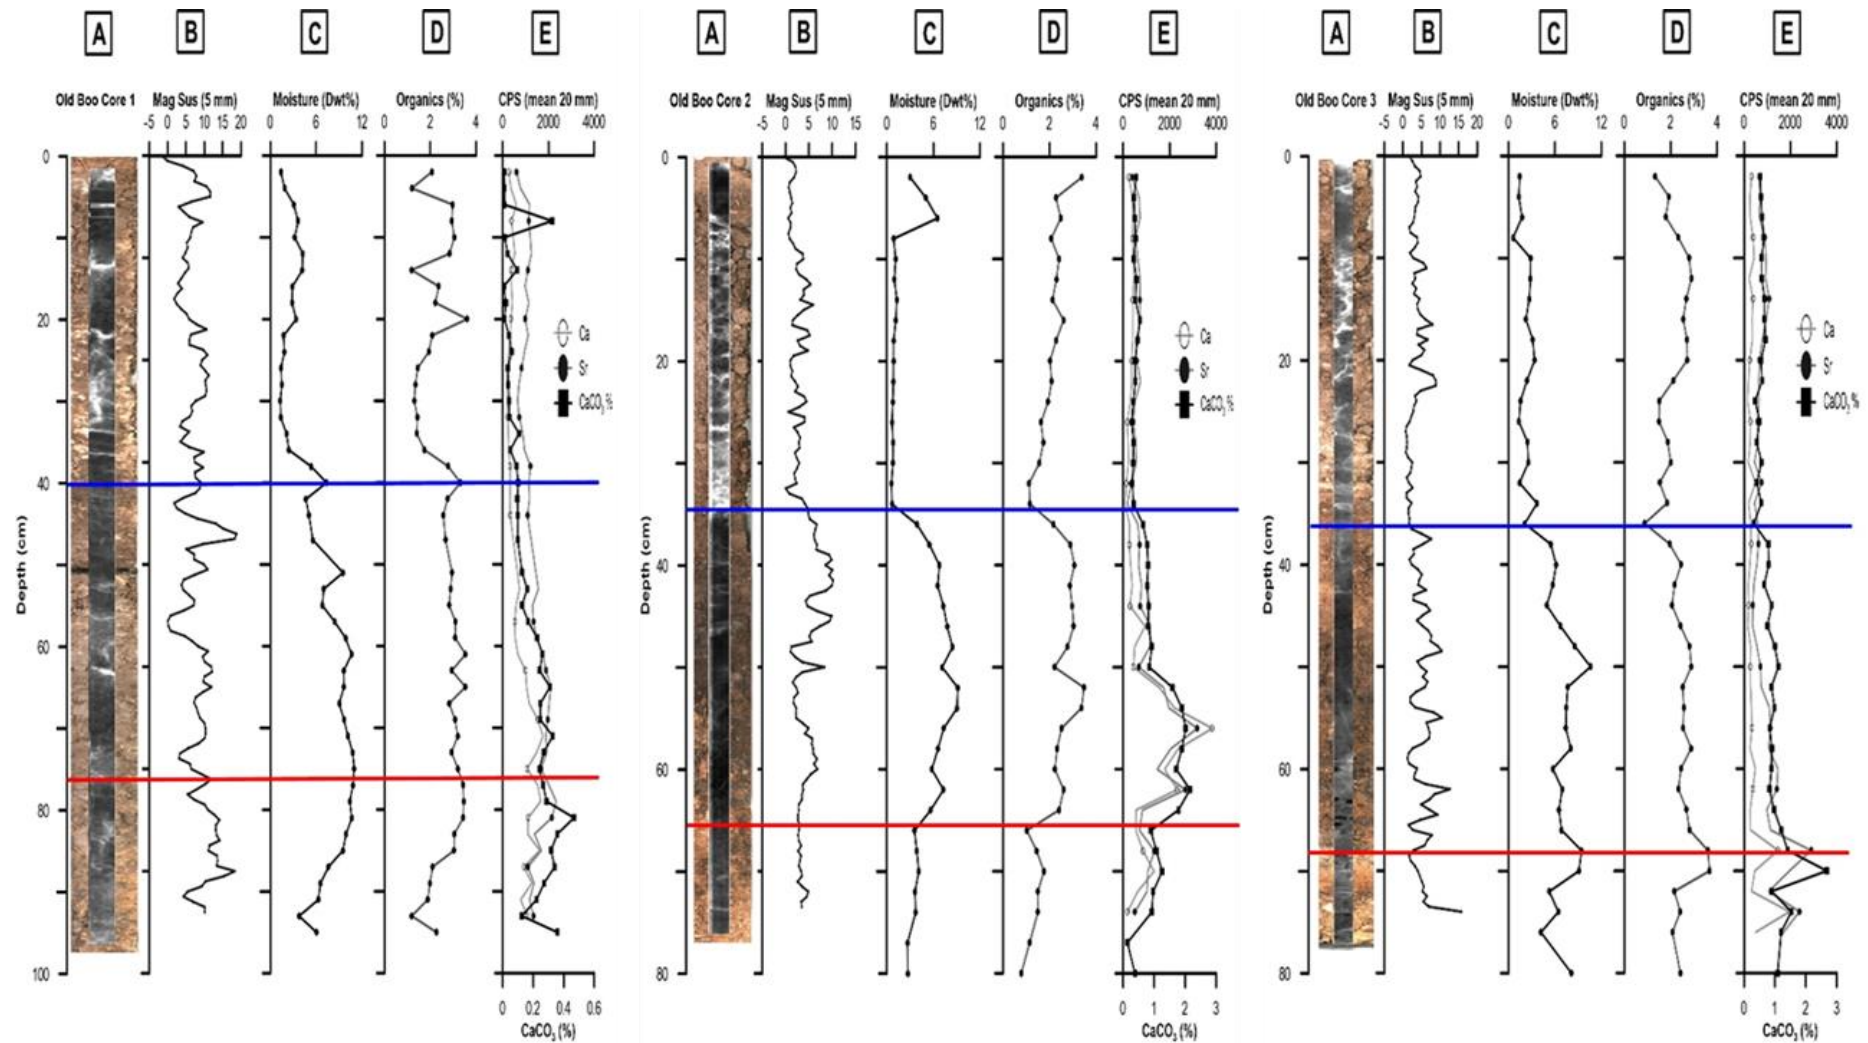 A B C D E
Old Boo Core 1 Mag Sus (5 mm) Moisture (Dwt%) Organics (%) CPS (mean 20 mm)
-5 0 5 10 15 20 0 6 12 0 2 4 0 2000 4000
0
20
40
60
80
100
Depth (cm)
Ca
Sr
CaCO₃%
0 0.2 0.4 0.6
CaCO₃(%)
A B C D E
Old Boo Core 2 Mag Sus (5 mm) Moisture (Dwt%) Organics (%) CPS (mean 20 mm)
-5 0 5 10 15 0 6 12 0 2 4 0 2000 4000
0
20
40
60
80
Depth (cm)
Ca
Sr
CaCO₃%
0 1 2 3
CaCO₃(%)
A B C D E
Old Boo Core 3 Mag Sus (5 mm) Moisture (Dwt%) Organics (%) CPS (mean 20 mm)
-5 0 5 10 15 20 0 6 12 0 2 4 0 2000 4000
0
20
40
60
80
Depth (cm)
Ca
Sr
CaCO₃%
0 1 2 3
CaCO₃(%)